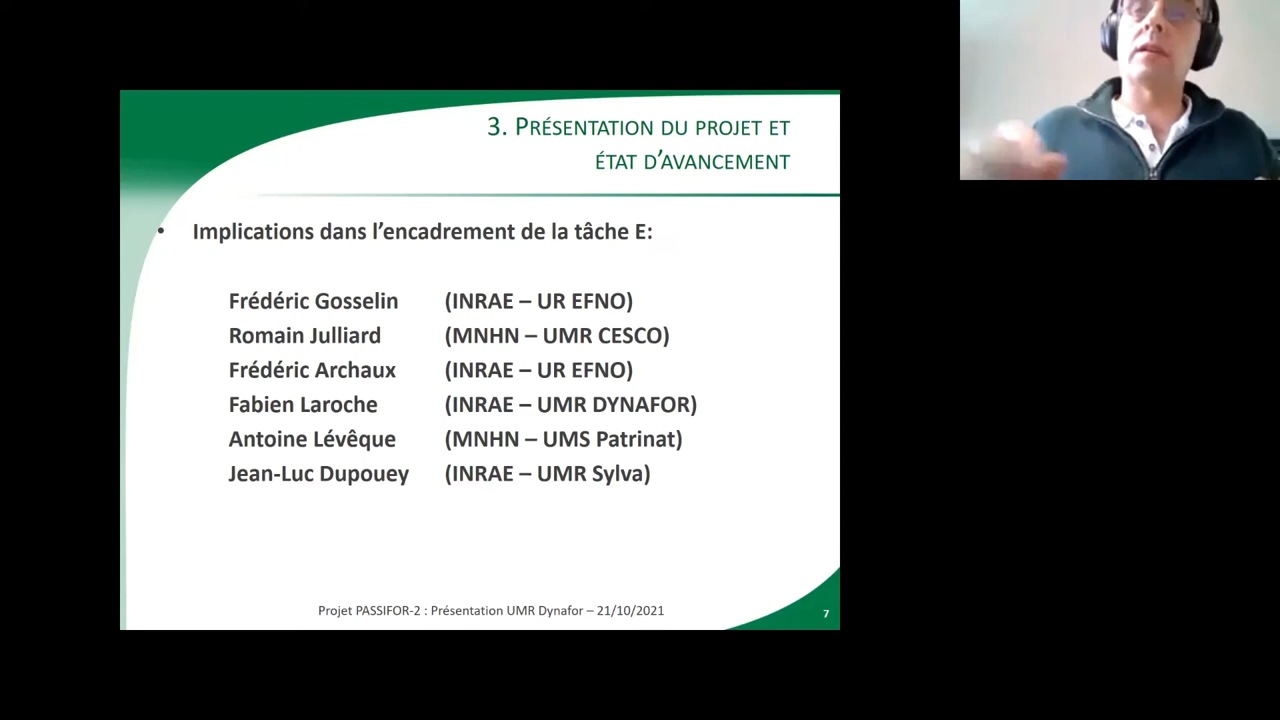 3. Présentation du projet et
état d'avancement
• Implications dans l'encadrement de la tâche E:
Frédéric Gosselin (INRAE – UR EFNO)
Romain Julliard (MNHN – UMR CESCO)
Frédéric Archaux (INRAE – UR EFNO)
Fabien Laroche (INRAE – UMR DYNAFOR)
Antoine Lévêque (MNHN – UMS Patrinat)
Jean-Luc Dupouey (INRAE – UMR Sylva)
Projet PASSIFOR-2 : Présentation UMR Dynafor – 21/10/2021
7